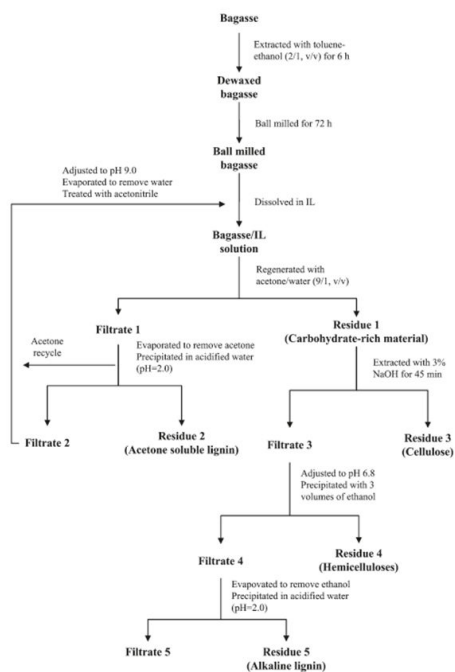 Bagasse
Extracted with toluene-
ethanol (2/1, v/v) for 6 h
Dewaxed
bagasse
Ball milled for 72 h
Ball milled
bagasse
Adjusted to pH 9.0
Evaporated to remove water
Treated with acetonitrile
Dissolved in IL
Bagasse/IL
solution
Regenerated with
acetone/water (9/1, v/v)
Filtrate 1
Residue 1
(Carbohydrate-rich material)
Acetone
recycle
Evaporated to remove acetone
Precipitated in acidified water
(pH=2.0)
Extracted with 3%
NaOH for 45 min
Filtrate 2
Residue 2
(Acetone soluble lignin)
Filtrate 3
Residue 3
(Cellulose)
Adjusted to pH 6.8
Precipitated with 3
volumes of ethanol
Filtrate 4
Residue 4
(Hemicelluloses)
Evapovated to remove ethanol
Precipitated in acidified water
(pH=2.0)
Filtrate 5
Residue 5
(Alkaline lignin)